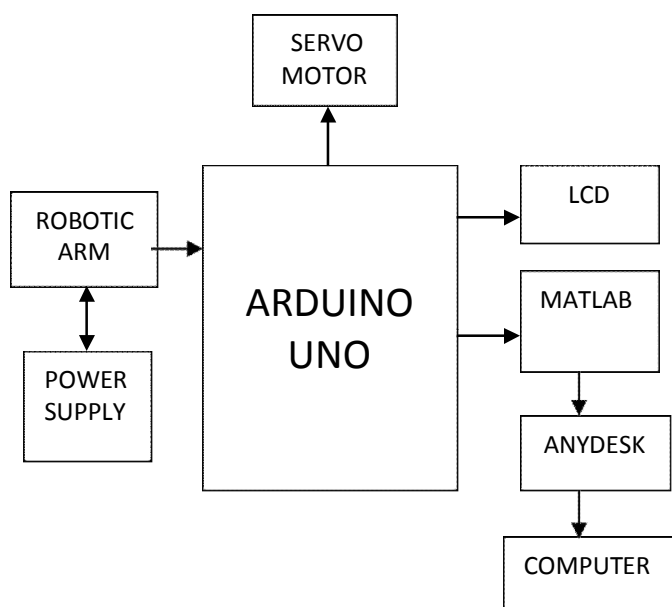 SERVO
MOTOR
ROBOTIC
ARM
POWER
SUPPLY
ARDUINO
UNO
LCD
MATLAB
ANYDESK
COMPUTER